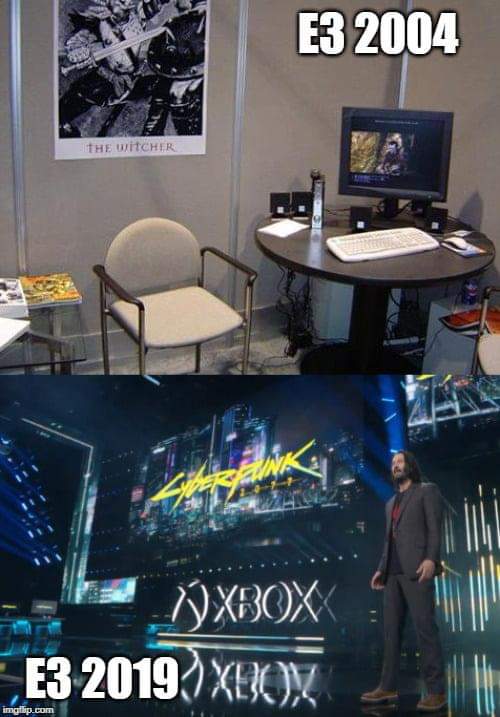 E3 2004
THE WITCHER
CYBERPUNK
2077
XBOX
E3 2019
imgflip.com